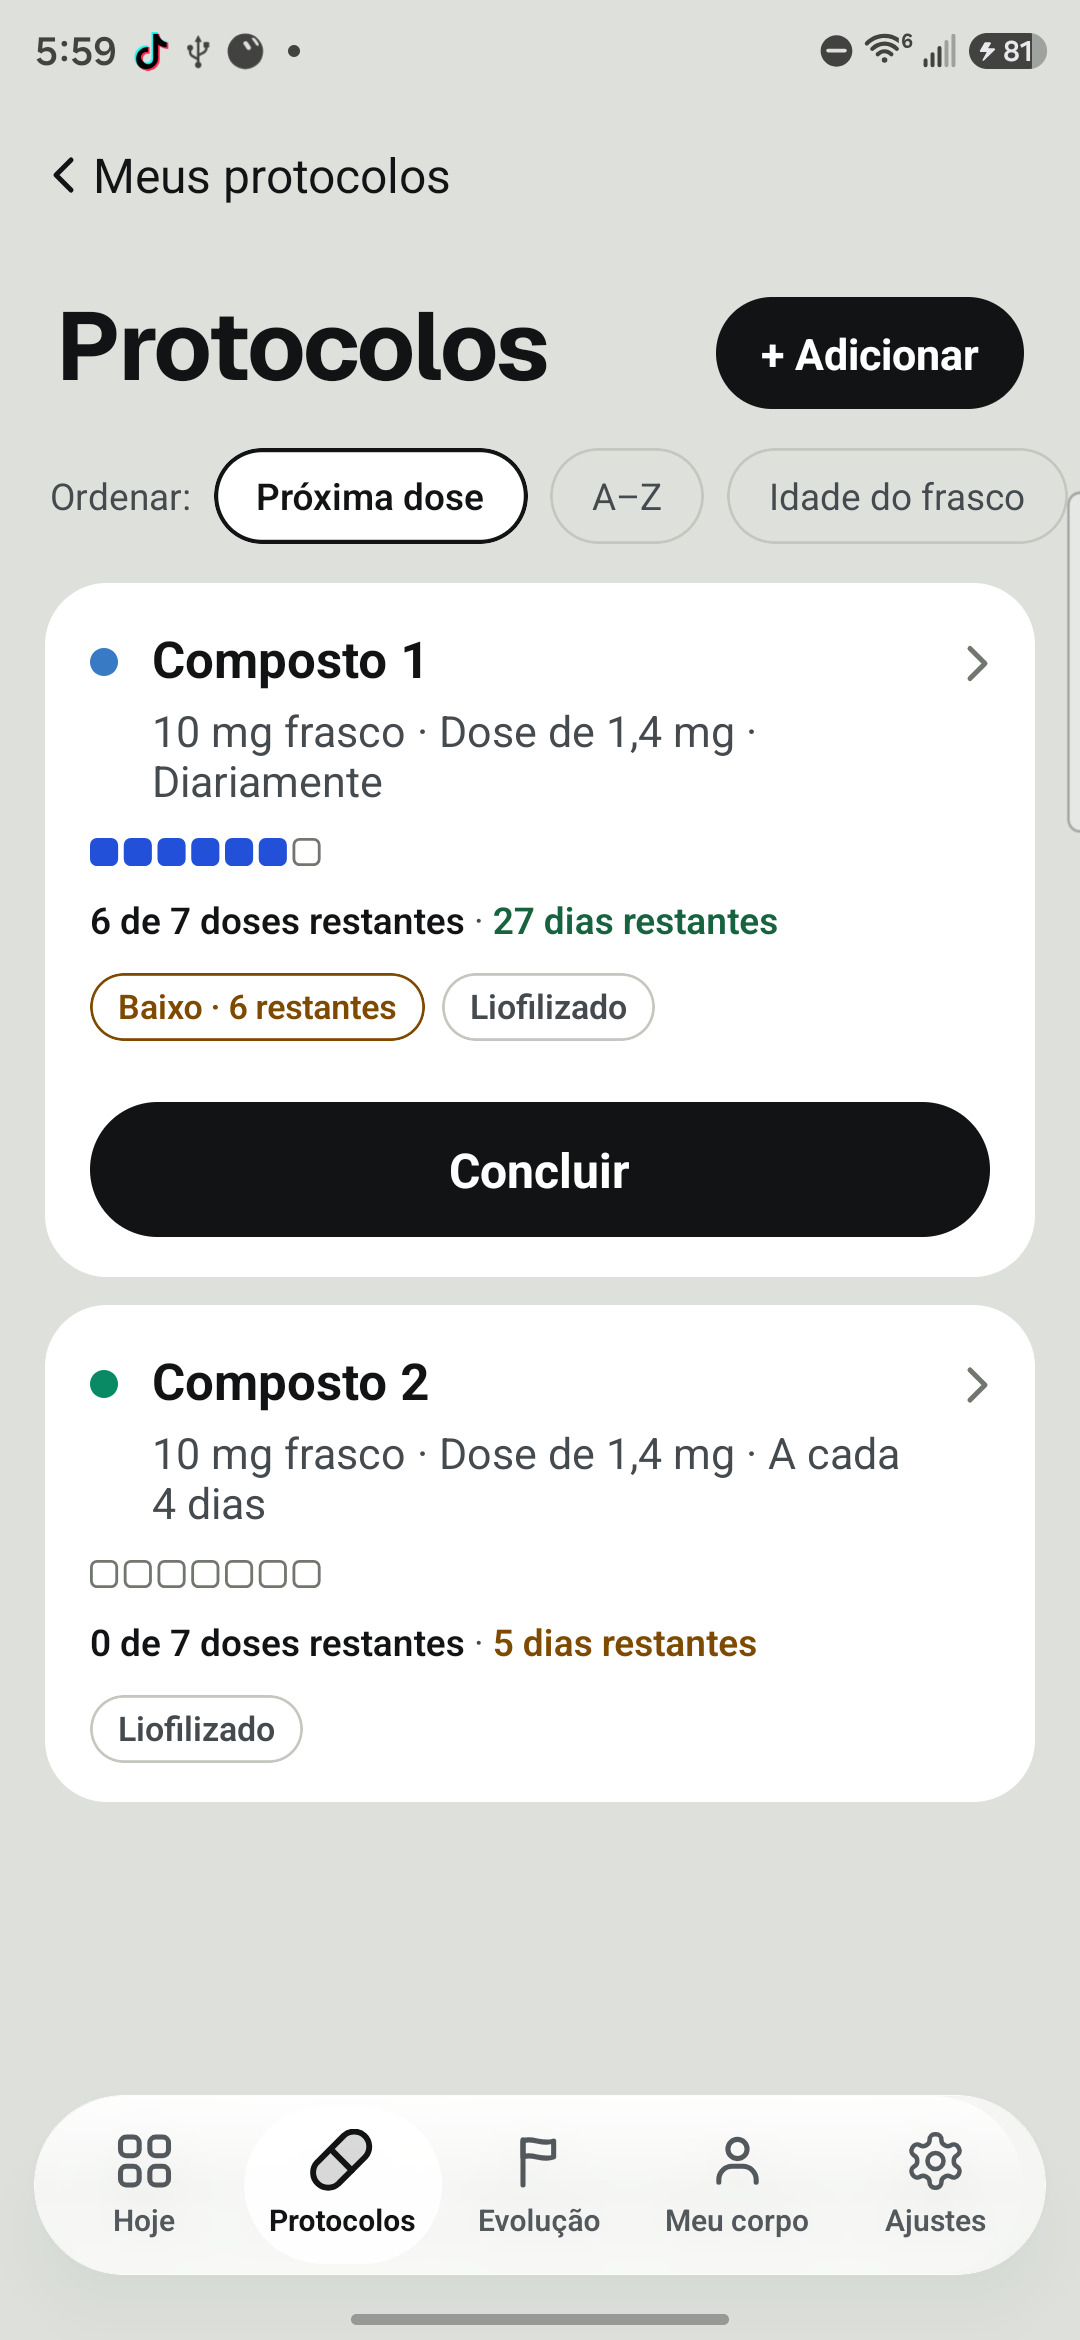 5:59
6
81
Meus protocolos
Protocolos
+ Adicionar
Ordenar:
Próxima dose
A–Z
Idade do frasco
Composto 1
10 mg frasco · Dose de 1,4 mg ·
Diariamente
6 de 7 doses restantes · 27 dias restantes
Baixo · 6 restantes
Liofilizado
Concluir
Composto 2
10 mg frasco · Dose de 1,4 mg · A cada
4 dias
0 de 7 doses restantes · 5 dias restantes
Liofilizado
Hoje
Protocolos
Evolução
Meu corpo
Ajustes